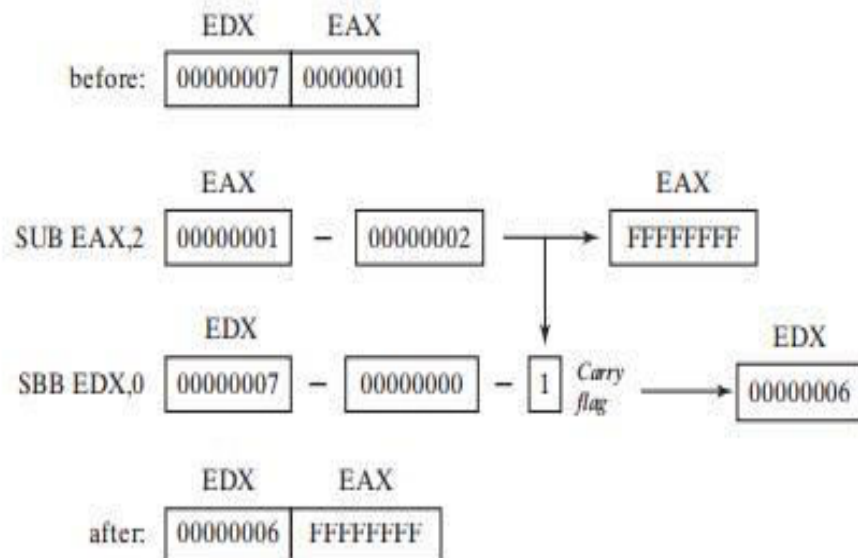 EDX EAX
before: 00000007 00000001
EAX EAX
SUB EAX,2 00000001 – 00000002 FFFFFFFF
EDX EDX
SBB EDX,0 00000007 – 00000000 – 1 Carry flag 00000006
EDX EAX
after: 00000006 FFFFFFFF